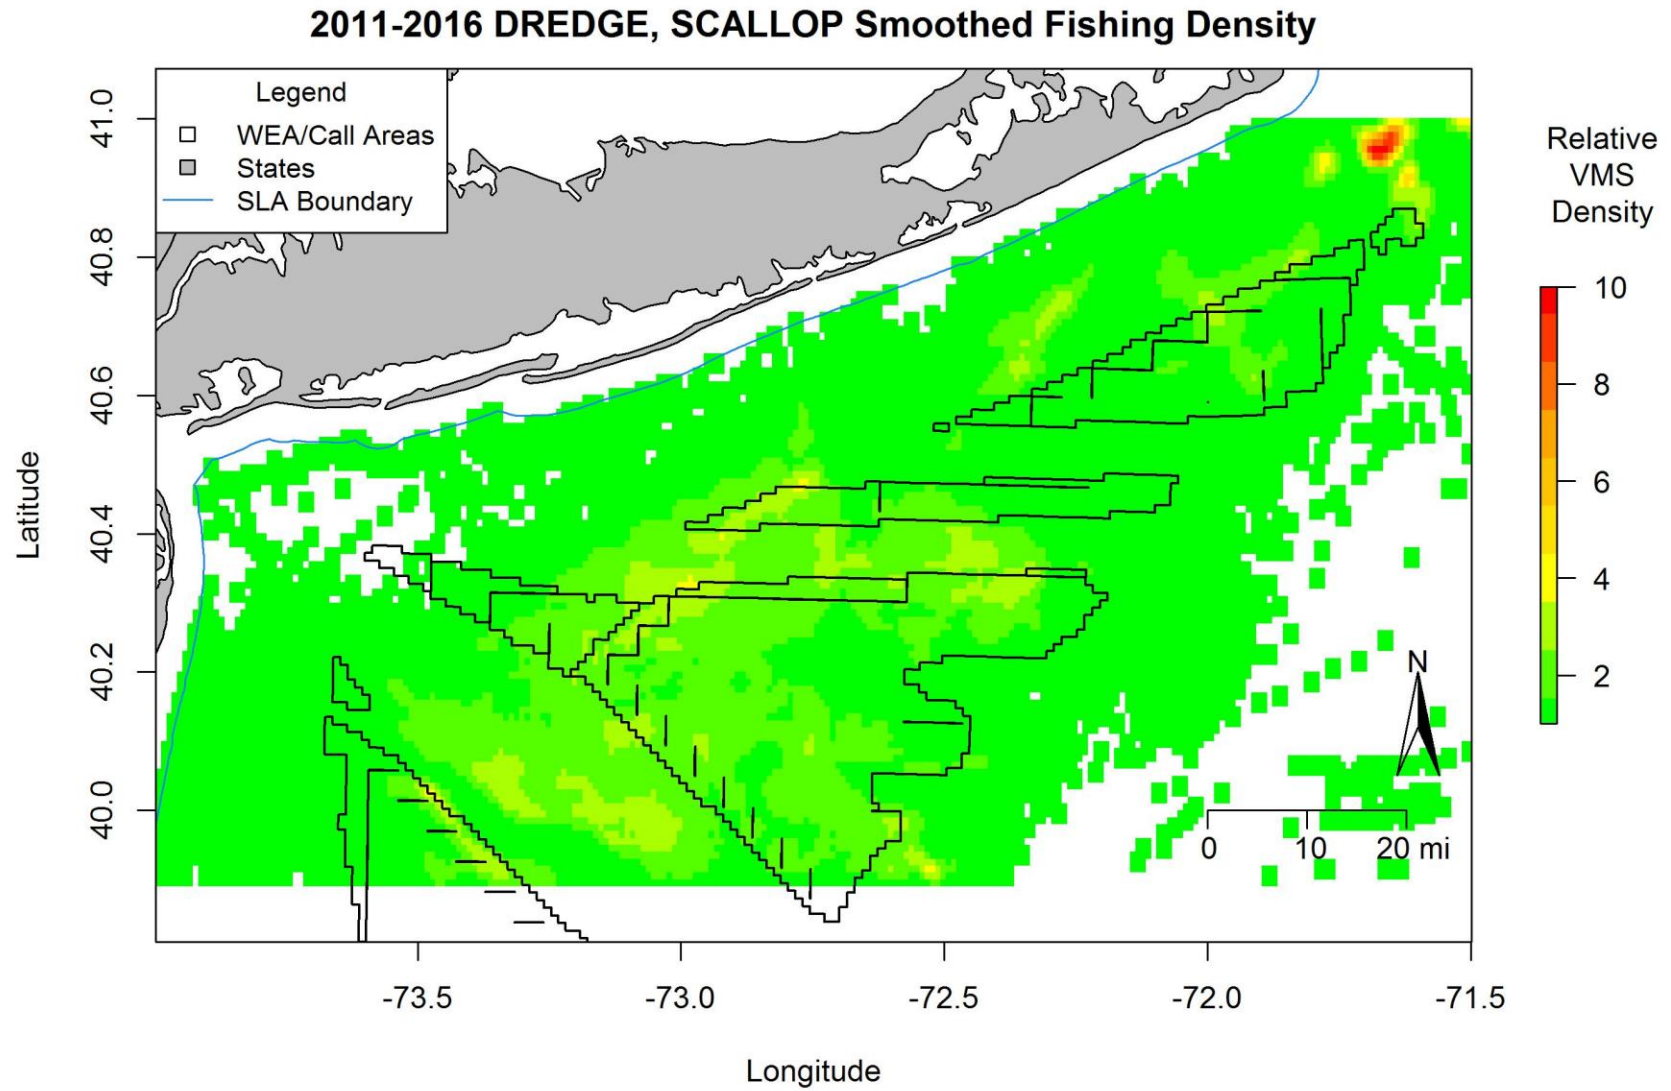 2011-2016 DREDGE, SCALLOP Smoothed Fishing Density
Legend
WEA/Call Areas
States
SLA Boundary
Latitude
41.0
40.8
40.6
40.4
40.2
40.0
Relative
VMS
Density
10
8
6
4
2
N
0 10 20 mi
-73.5 -73.0 -72.5 -72.0 -71.5
Longitude